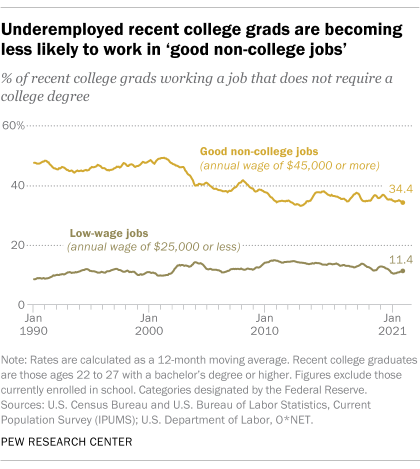 Underemployed recent college grads are becoming
less likely to work in ‘good non-college jobs’
% of recent college grads working a job that does not require a
college degree
60%
Good non-college jobs
(annual wage of $45,000 or more)
40
34.4
Low-wage jobs
(annual wage of $25,000 or less)
20
11.4
0
Jan Jan Jan Jan
1990 2000 2010 2021
Note: Rates are calculated as a 12-month moving average. Recent college graduates
are those ages 22 to 27 with a bachelor’s degree or higher. Figures exclude those
currently enrolled in school. Categories designated by the Federal Reserve.
Sources: U.S. Census Bureau and U.S. Bureau of Labor Statistics, Current
Population Survey (IPUMS); U.S. Department of Labor, O*NET.
PEW RESEARCH CENTER